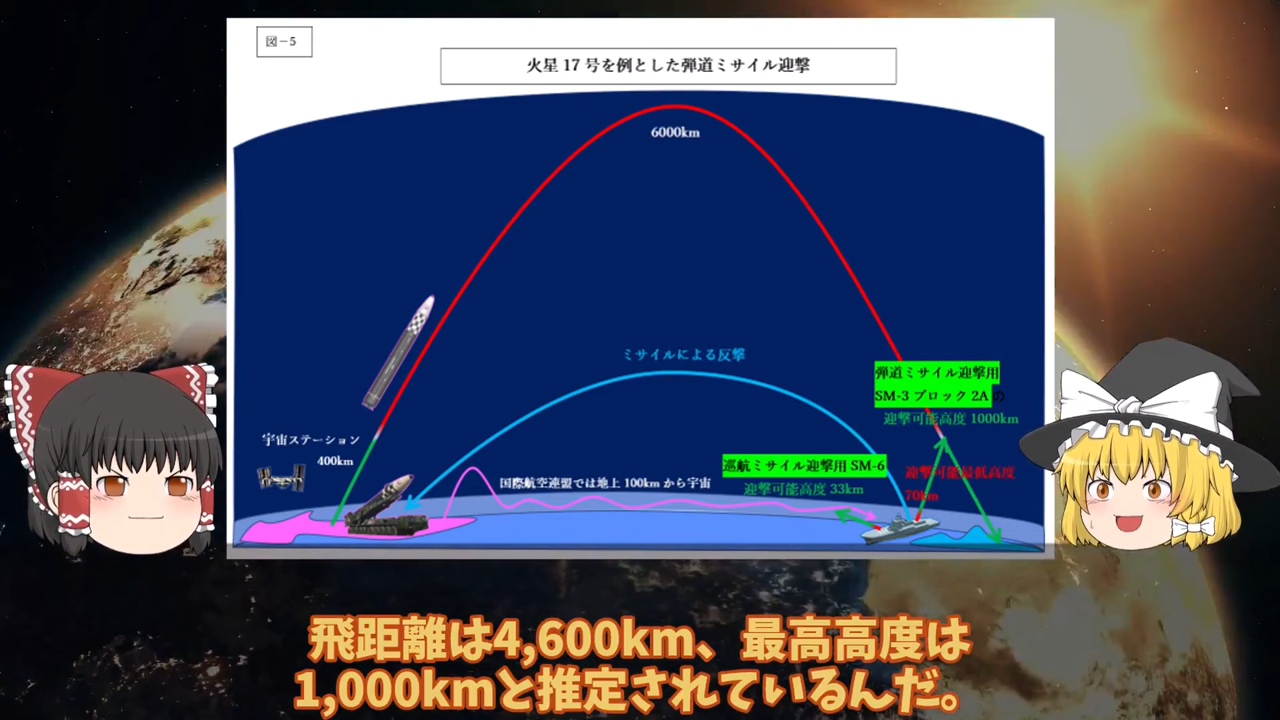 図－5
火星 17 号を例とした弾道ミサイル迎撃
6000km
ミサイルによる反撃
弾道ミサイル迎撃用
SM-3 ブロック 2A の
迎撃可能高度 1000km
宇宙ステーション
400km
巡航ミサイル迎撃用 SM-6
迎撃可能高度 33km
迎撃可能最低高度
70km
国際航空連盟では地上 100km から宇宙
飛距離は4,600km、最高高度は
1,000kmと推定されているんだ。